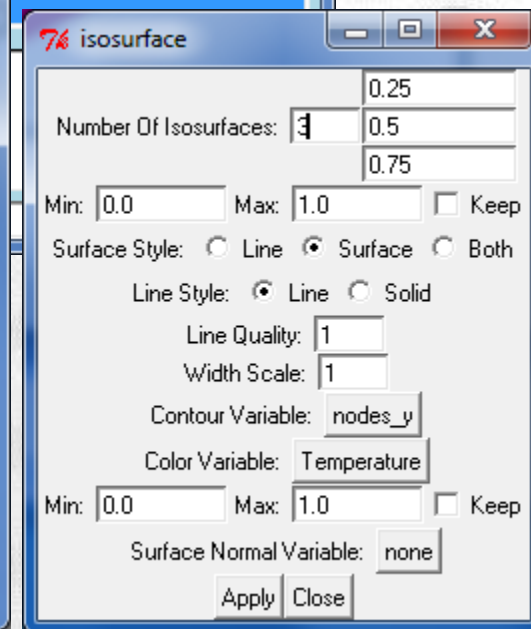 isosurface
0.25
Number Of Isosurfaces: 3 0.5
0.75
Min: 0.0 Max: 1.0 Keep
Surface Style: Line Surface Both
Line Style: Line Solid
Line Quality: 1
Width Scale: 1
Contour Variable: nodes_y
Color Variable: Temperature
Min: 0.0 Max: 1.0 Keep
Surface Normal Variable: none
Apply Close